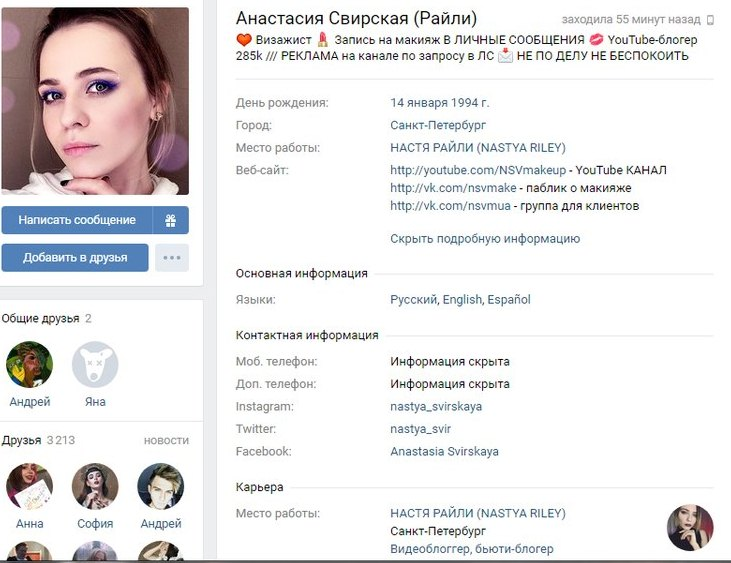 Анастасия Свирская (Райли)
заходила 55 минут назад
Визажист Запись на макияж В ЛИЧНЫЕ СООБЩЕНИЯ YouTube-блогер
285k /// РЕКЛАМА на канале по запросу в ЛС НЕ ПО ДЕЛУ НЕ БЕСПОКОИТЬ
День рождения: 14 января 1994 г.
Город: Санкт-Петербург
Место работы: НАСТЯ РАЙЛИ (NASTYA RILEY)
Веб-сайт: http://youtube.com/NSVmakeup - YouTube КАНАЛ
http://vk.com/nsvmake - паблик о макияже
http://vk.com/nsvmua - группа для клиентов
Скрыть подробную информацию
Основная информация
Языки: Русский, English, Español
Контактная информация
Моб. телефон: Информация скрыта
Доп. телефон: Информация скрыта
Instagram: nastya_svirskaya
Twitter: nastya_svir
Facebook: Anastasia Svirskaya
Карьера
Место работы: НАСТЯ РАЙЛИ (NASTYA RILEY)
Санкт-Петербург
Видеоблоггер, бьюти-блогер
Написать сообщение
Добавить в друзья
Общие друзья 2
Андрей Яна
Друзья 3 213 новости
Анна София Андрей